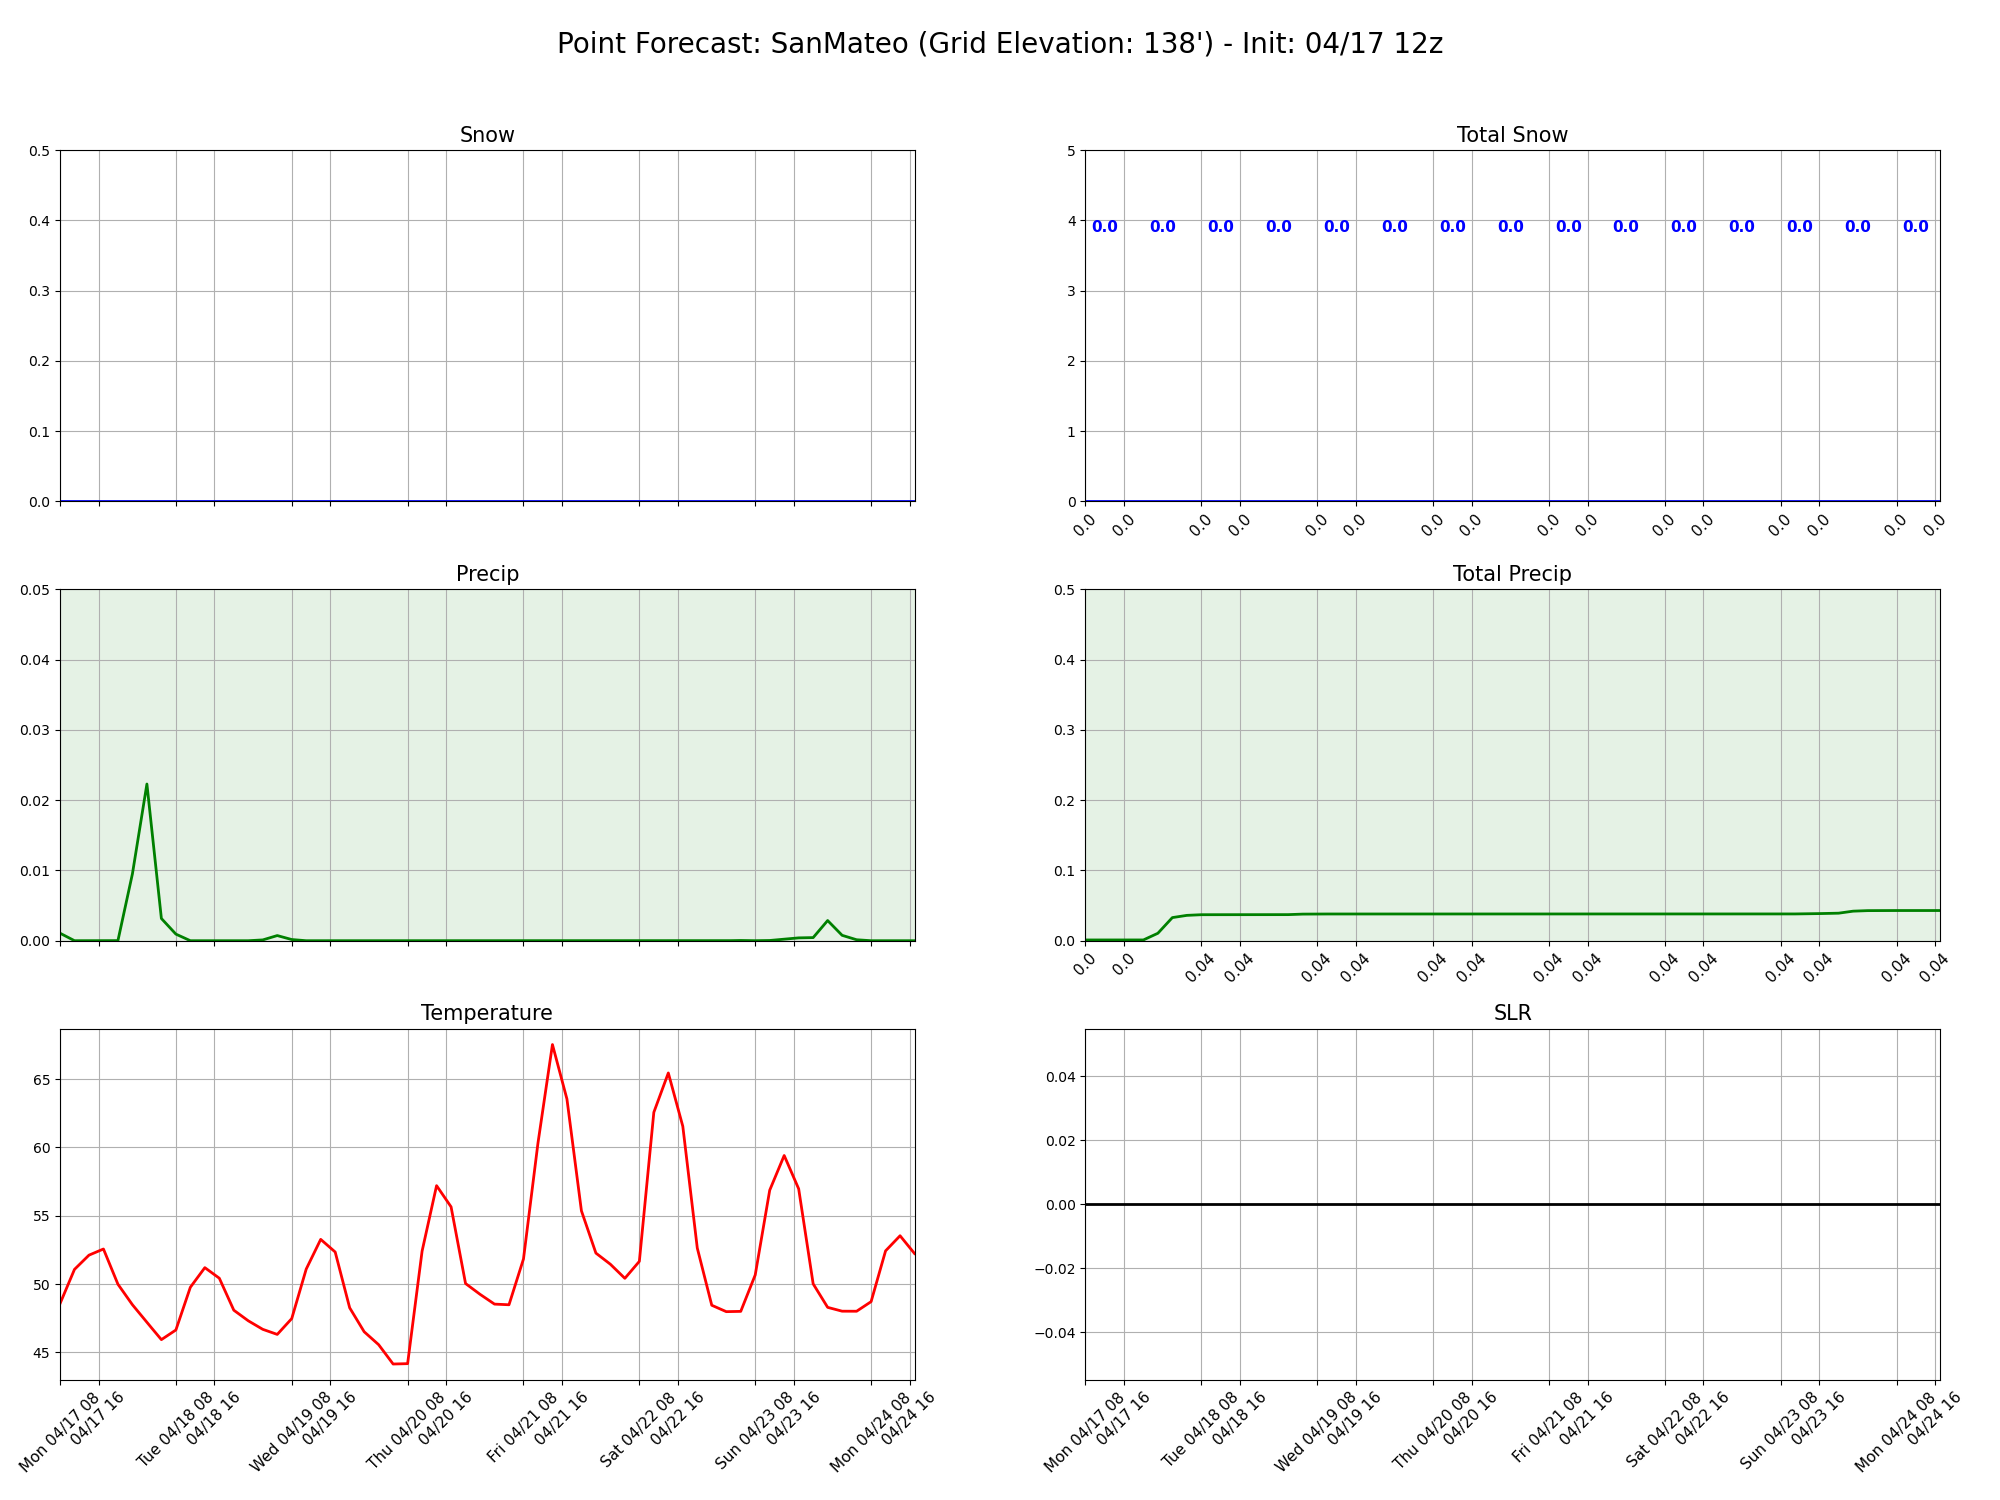 Point Forecast: SanMateo (Grid Elevation: 138') - Init: 04/17 12z
Snow
0.5
0.4
0.3
0.2
0.1
0.0
Total Snow
5
4
3
2
1
0
0.0 0.0 0.0 0.0 0.0 0.0 0.0 0.0 0.0 0.0 0.0 0.0 0.0 0.0 0.0
0.0 0.0 0.0 0.0 0.0 0.0 0.0 0.0 0.0 0.0 0.0 0.0 0.0 0.0 0.0 0.0
Precip
0.05
0.04
0.03
0.02
0.01
0.00
Total Precip
0.5
0.4
0.3
0.2
0.1
0.0
0.0 0.0 0.04 0.04 0.04 0.04 0.04 0.04 0.04 0.04 0.04 0.04 0.04 0.04 0.04 0.04
Temperature
65
60
55
50
45
Mon 04/17 08
04/17 16
Tue 04/18 08
04/18 16
Wed 04/19 08
04/19 16
Thu 04/20 08
04/20 16
Fri 04/21 08
04/21 16
Sat 04/22 08
04/22 16
Sun 04/23 08
04/23 16
Mon 04/24 08
04/24 16
SLR
0.04
0.02
0.00
−0.02
−0.04
Mon 04/17 08
04/17 16
Tue 04/18 08
04/18 16
Wed 04/19 08
04/19 16
Thu 04/20 08
04/20 16
Fri 04/21 08
04/21 16
Sat 04/22 08
04/22 16
Sun 04/23 08
04/23 16
Mon 04/24 08
04/24 16